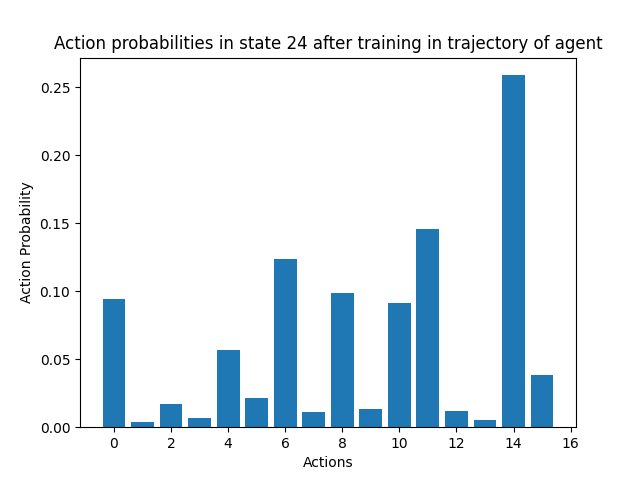 Action probabilities in state 24 after training in trajectory of agent
0.25
0.20
0.15
0.10
0.05
0.00
Action Probability
0 2 4 6 8 10 12 14 16
Actions